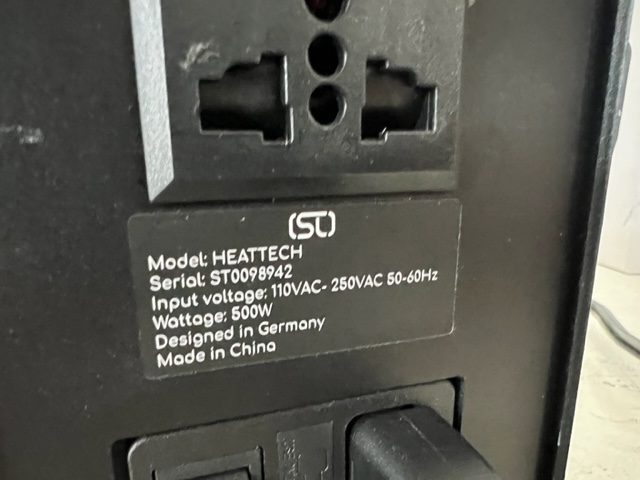 ST
Model: HEATTECH
Serial: ST0098942
Input voltage: 110VAC- 250VAC 50-60Hz
Wattage: 500W
Designed in Germany
Made in China